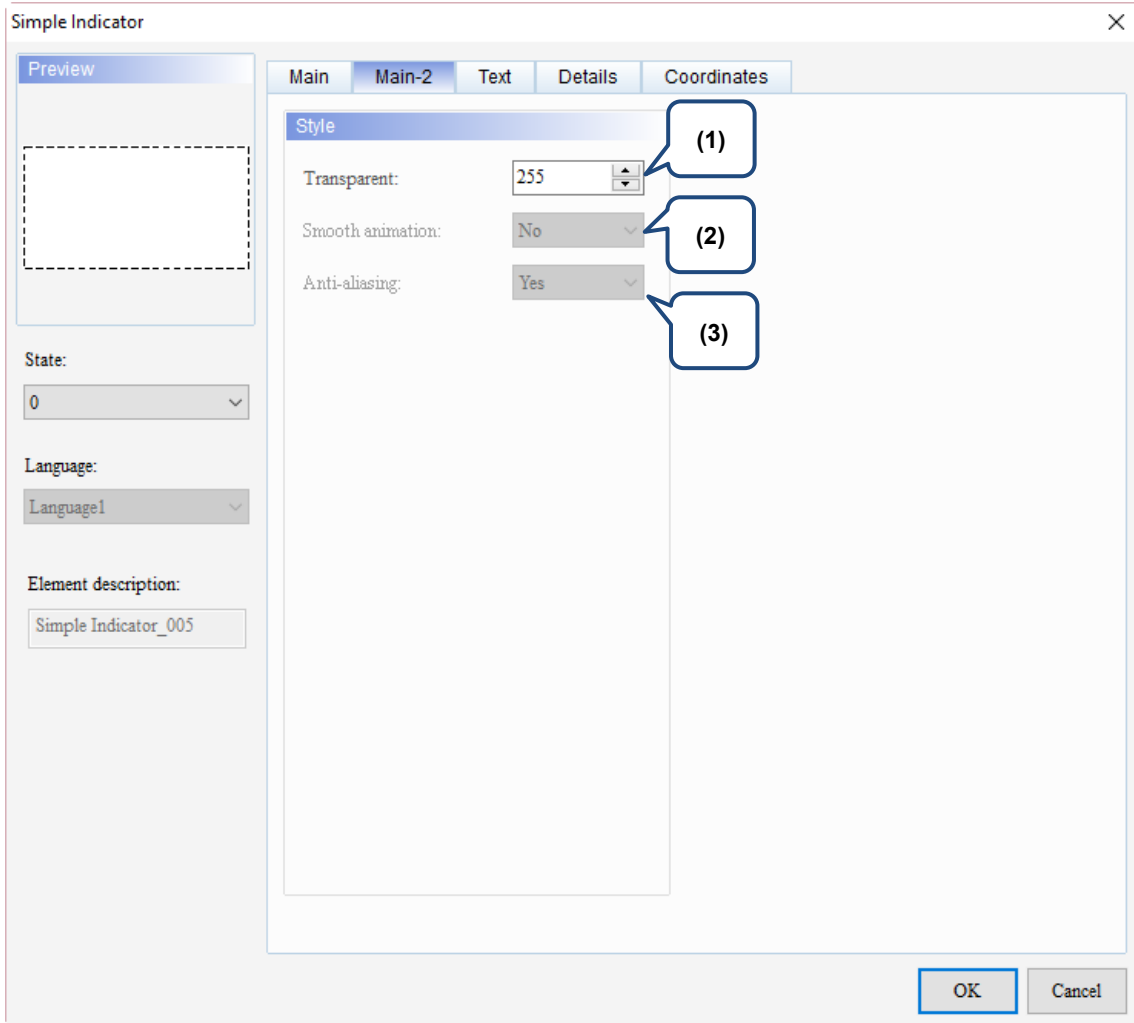 Simple Indicator
Preview
Main Main-2 Text Details Coordinates
Style
(1)
Transparent: 255
Smooth animation: No
(2)
Anti-aliasing: Yes
(3)
State:
0
Language:
Language1
Element description:
Simple Indicator_005
OK Cancel